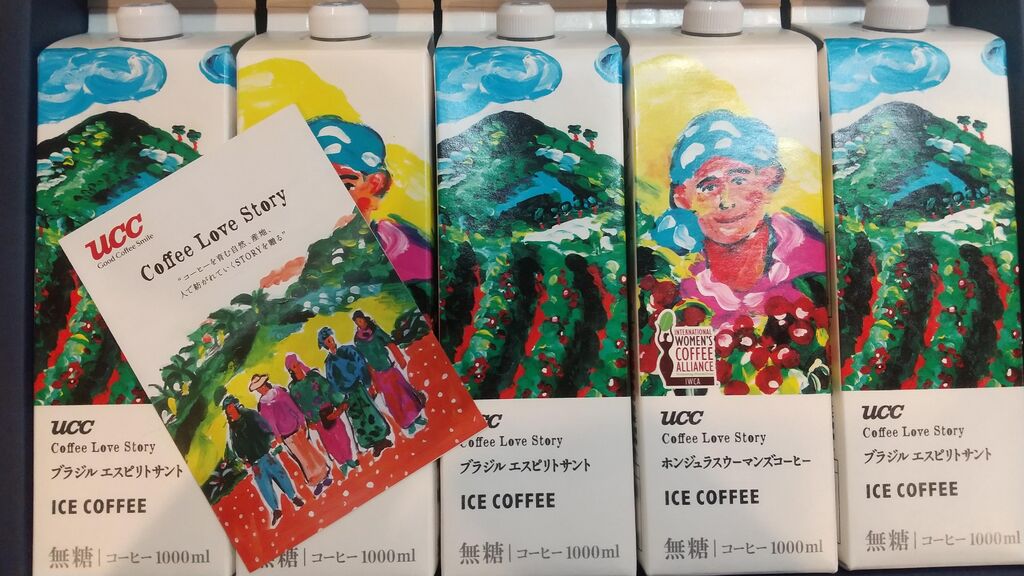 ucc
Good Coffee Smile
Coffee Love Story
"コーヒーを育む自然、産地、
人で紡がれていくSTORYを贈る"
ucc
Coffee Love Story
ブラジル エスピリトサント
ICE COFFEE
無糖 | コーヒー 1000ml
無糖 | コーヒー 1000ml
ucc
Coffee Love Story
ブラジル エスピリトサント
ICE COFFEE
無糖 | コーヒー 1000ml
INTERNATIONAL
WOMEN'S
COFFEE
ALLIANCE
IWCA
ucc
Coffee Love Story
ホンジュラスウーマンズコーヒー
ICE COFFEE
無糖 | コーヒー 1000ml
ucc
Coffee Love Story
ブラジル エスピリトサント
ICE COFFEE
無糖 | コーヒー 1000ml